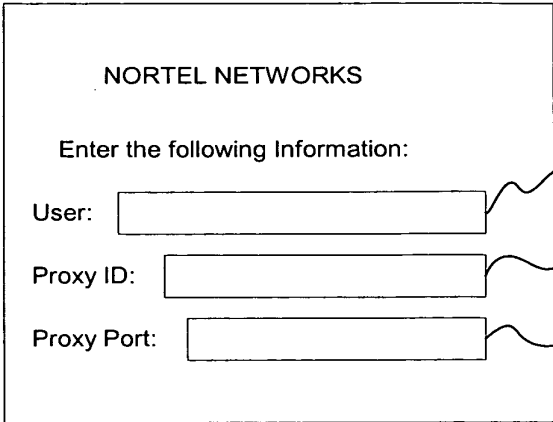 NORTEL NETWORKS
Enter the following Information:
User:
Proxy ID:
Proxy Port: